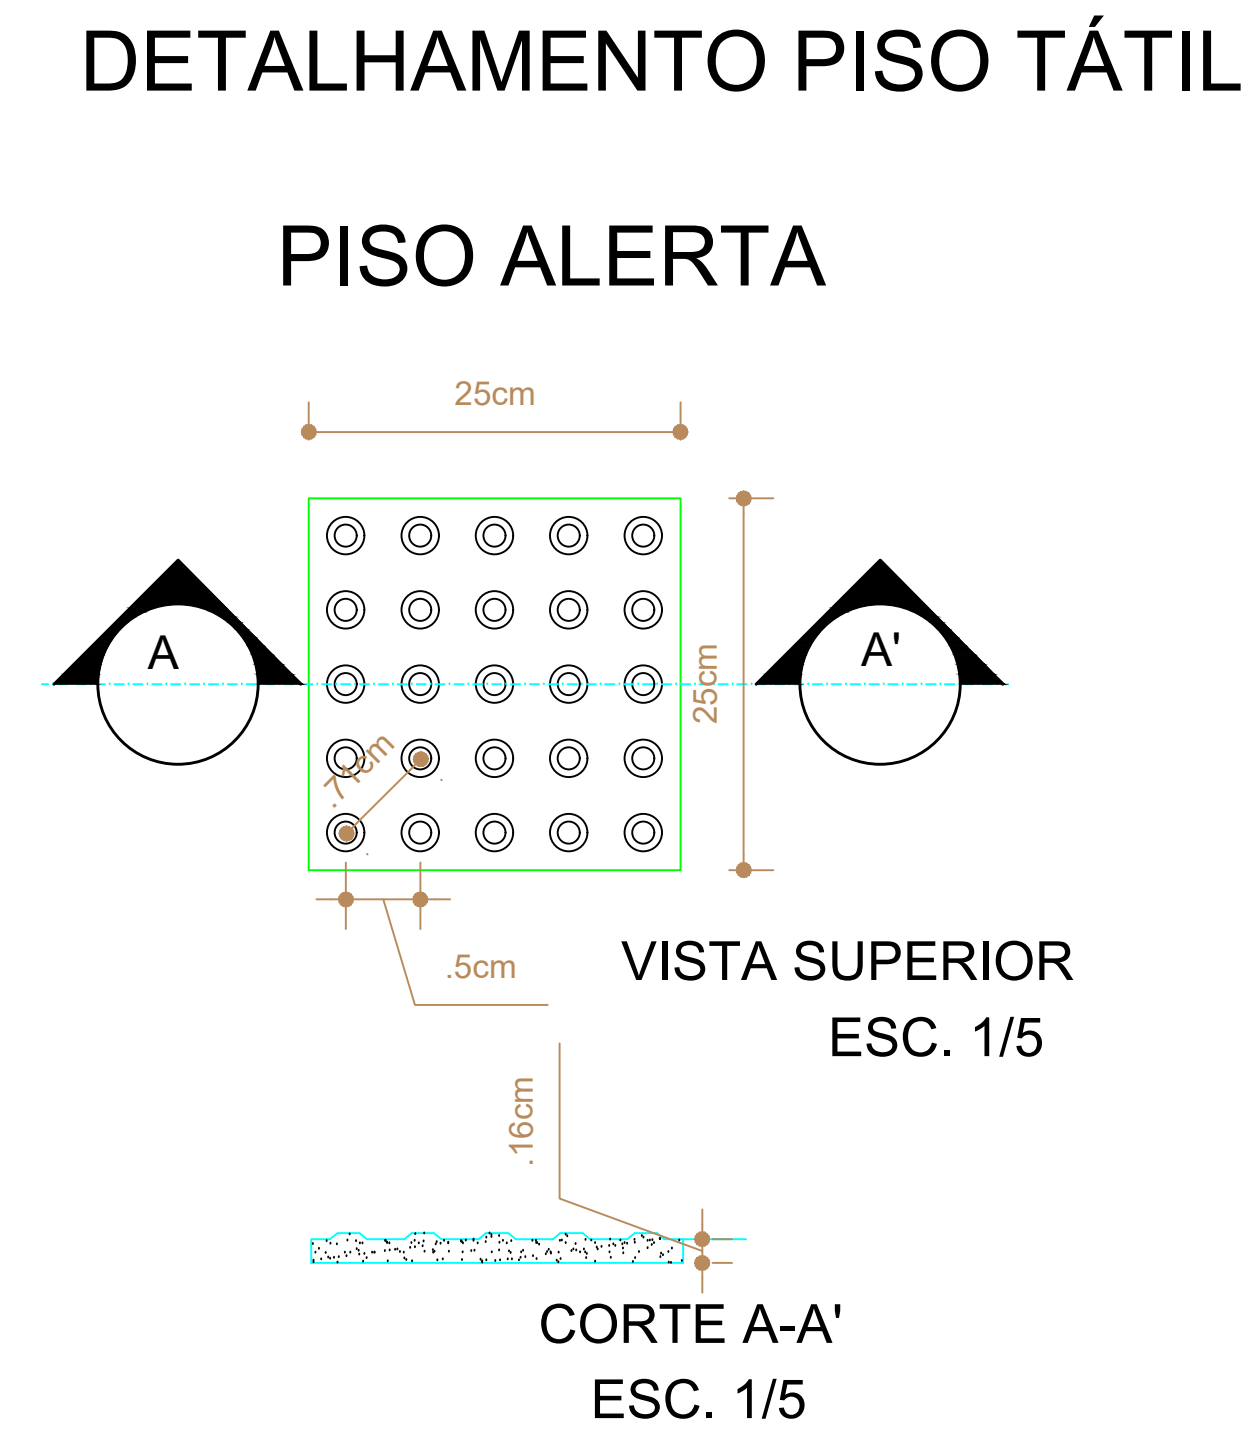 DETALHAMENTO PISO TÁTIL
PISO ALERTA
25cm
A
A'
25cm
.71cm
.5cm
VISTA SUPERIOR
ESC. 1/5
.16cm
CORTE A-A'
ESC. 1/5